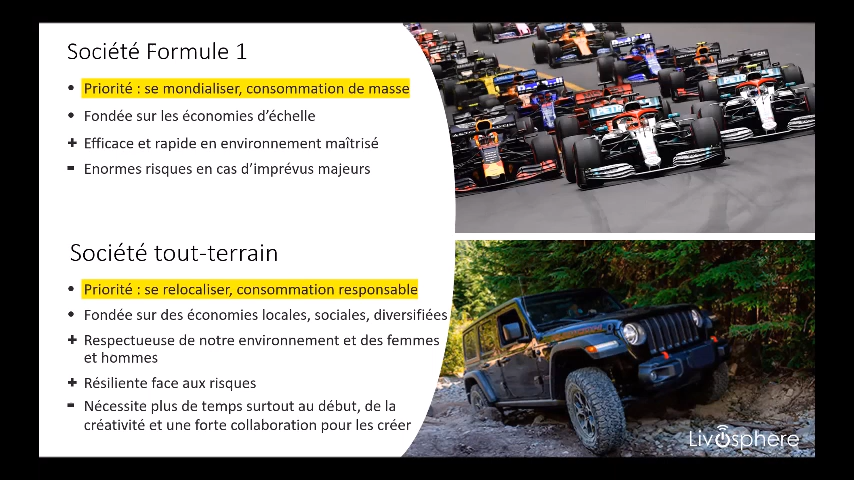 Société Formule 1
• Priorité : se mondialiser, consommation de masse
• Fondée sur les économies d’échelle
+ Efficace et rapide en environnement maîtrisé
- Enormes risques en cas d’imprévus majeurs
Société tout-terrain
• Priorité : se relocaliser, consommation responsable
• Fondée sur des économies locales, sociales, diversifiées
+ Respectueuse de notre environnement et des femmes
et hommes
+ Résiliente face aux risques
- Nécessite plus de temps surtout au début, de la
créativité et une forte collaboration pour les créer
Livosphere